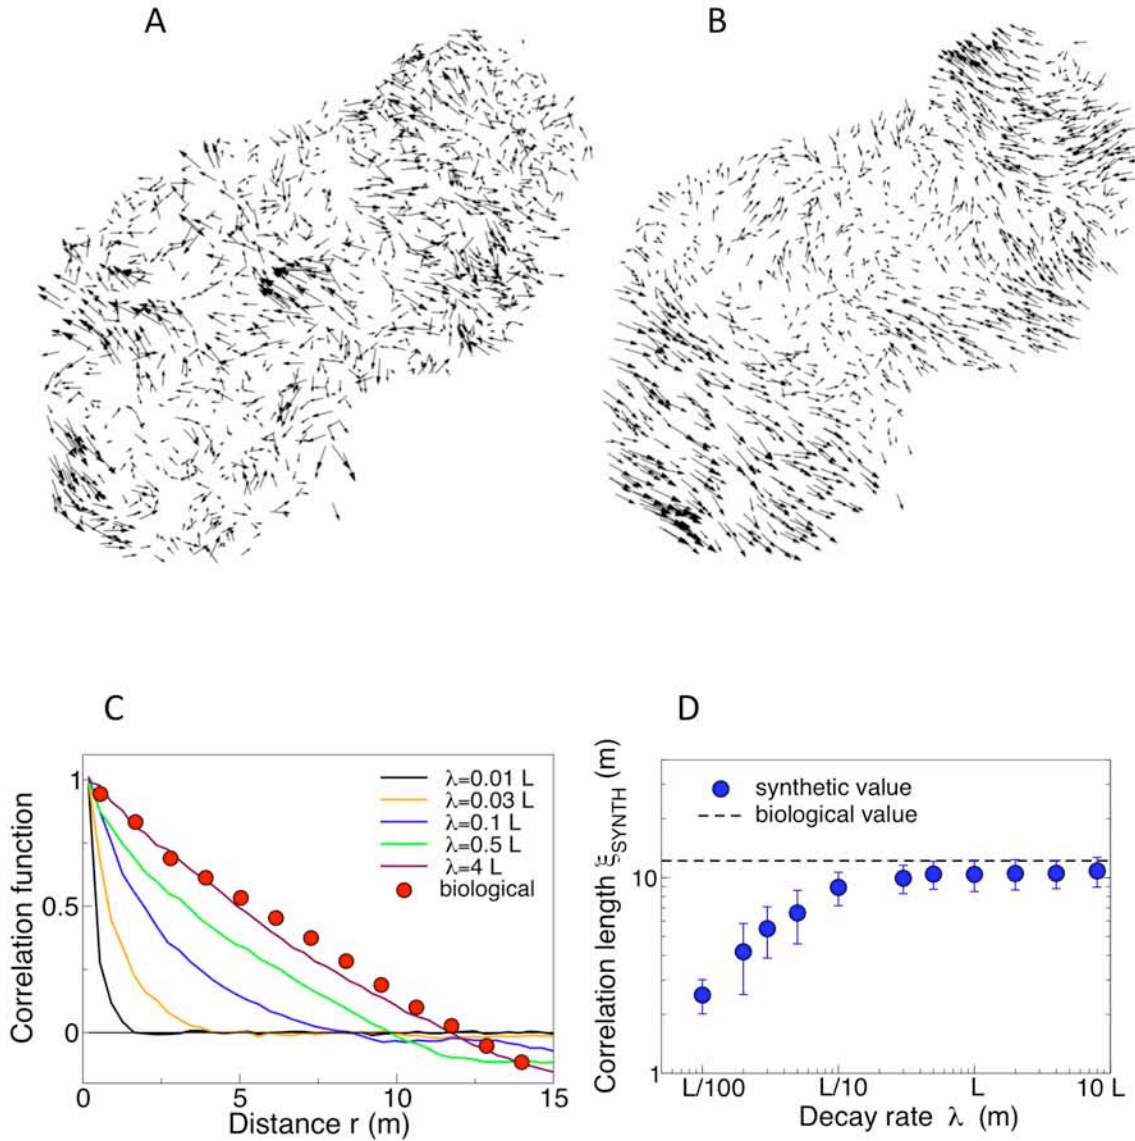 A
B
C
D
Correlation function
1
0.5
0
0
5
10
15
Distance r (m)
λ=0.01 L
λ=0.03 L
λ=0.1 L
λ=0.5 L
λ=4 L
biological
Correlation length ξSYNTH (m)
10
1
synthetic value
biological value
L/100
L/10
L
10 L
Decay rate λ (m)